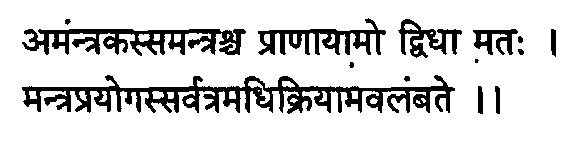 अमंन्त्रकस्समन्त्रश्च प्राणायामो द्विधा मतः ।
मन्त्रप्रयोगस्सर्वत्रमधिक्रियामवलंबते ।।